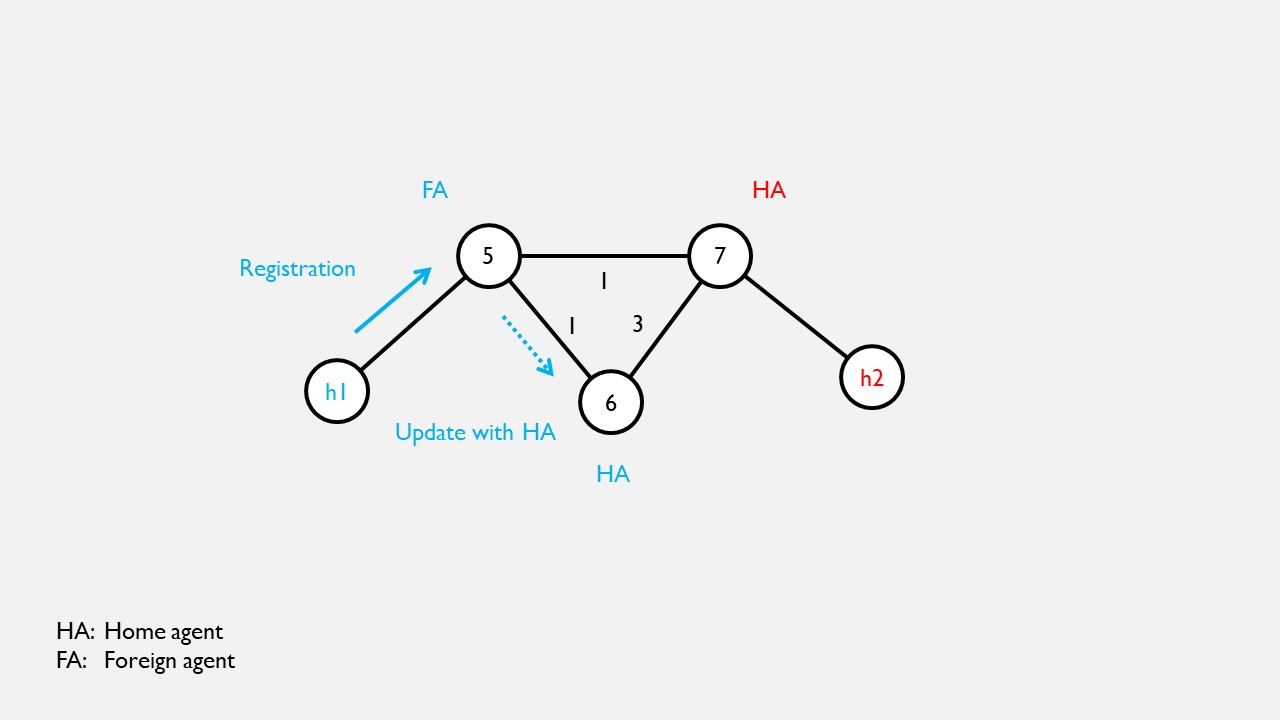 FA
HA
5
7
Registration
1
1
3
h1
h2
6
Update with HA
HA
HA: Home agent
FA: Foreign agent